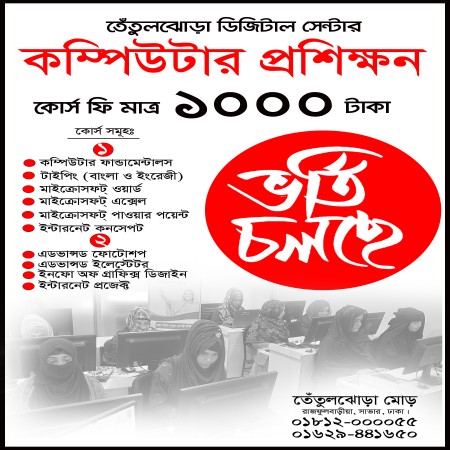 তেঁতুলঝোড়া ডিজিটাল সেন্টার
কম্পিউটার প্রশিক্ষন
কোর্স ফি মাত্র ১০০০ টাকা
কোর্স সমূহঃ
১
কম্পিউটার ফান্ডামেন্টালস
টাইপিং (বাংলা ও ইংরেজী)
মাইক্রোসফট্ ওয়ার্ড
মাইক্রোসফট্ এক্সেল
মাইক্রোসফট্ পাওয়ার পয়েন্ট
ইন্টারনেট কনসেপট
২
এডভান্সড ফোটোশপ
এডভান্সড ইলেস্টেটর
ইনফো অফ গ্রাফিক্স ডিজাইন
ইন্টারনেট প্রজেক্ট
ভর্তি
চলছে
তেঁতুলঝোড়া মোড়
রাজফুলবাড়ীয়া, সাভার, ঢাকা।
০১৮১২-০০০০৫৫
০১৬২৯-৪৪১৬৫০